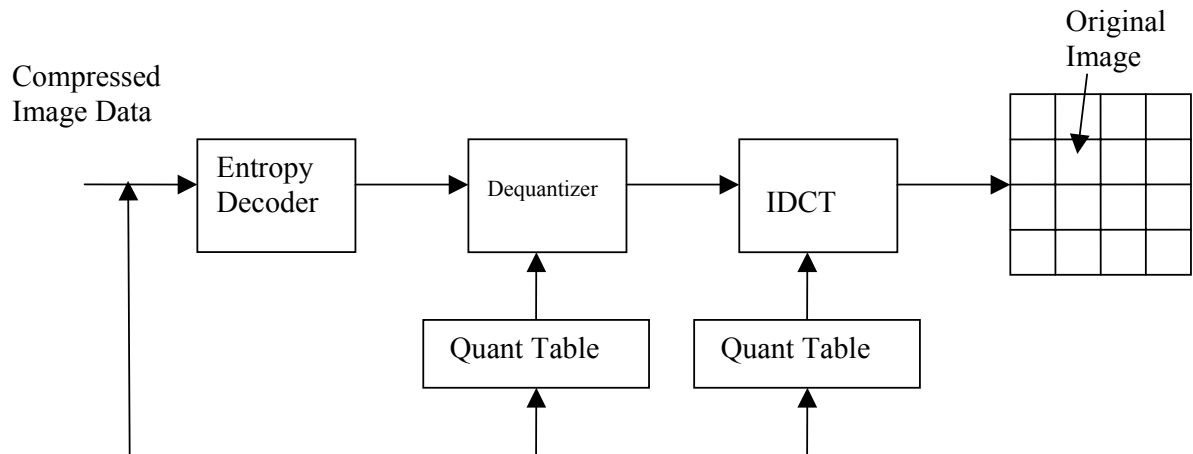 Original
Image
Compressed
Image Data
Entropy
Decoder
Dequantizer
IDCT
Quant Table
Quant Table